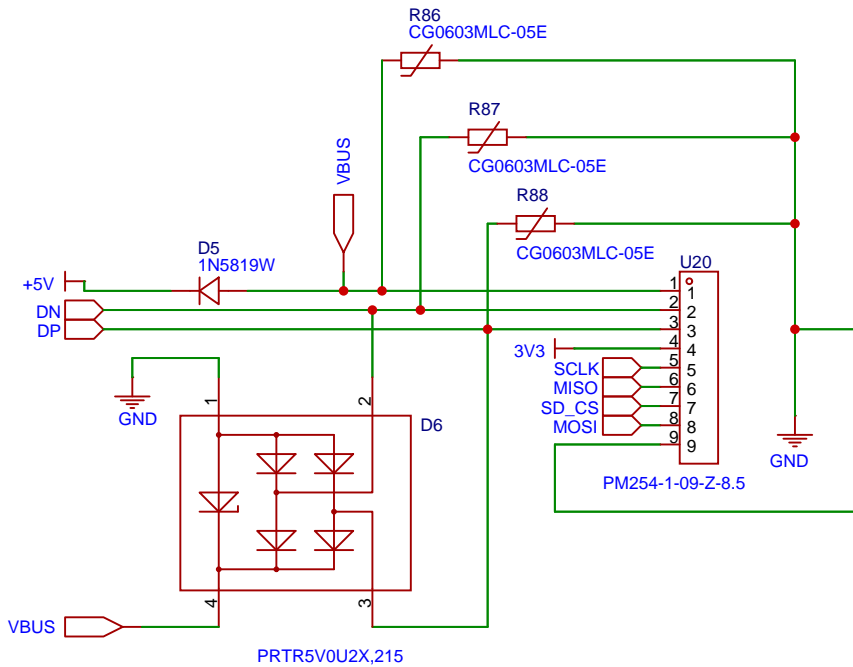 R86
CG0603MLC-05E
R87
CG0603MLC-05E
VBUS
R88
CG0603MLC-05E
D5
1N5819W
U20
+5V
1 1
DN
2 2
DP
3 3
3V3
4 4
SCLK
5 5
MISO
6 6
SD_CS
7 7
MOSI
8 8
9 9
GND
PM254-1-09-Z-8.5
GND
1
2
D6
4
3
VBUS
PRTR5V0U2X,215